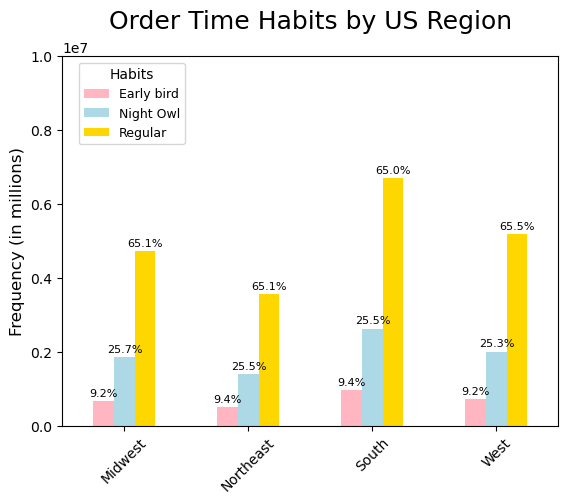 Order Time Habits by US Region
1e7
1.0
0.8
0.6
0.4
0.2
0.0
Frequency (in millions)
Habits
Early bird
Night Owl
Regular
9.2%
25.7%
65.1%
9.4%
25.5%
65.1%
9.4%
25.5%
65.0%
9.2%
25.3%
65.5%
Midwest
Northeast
South
West